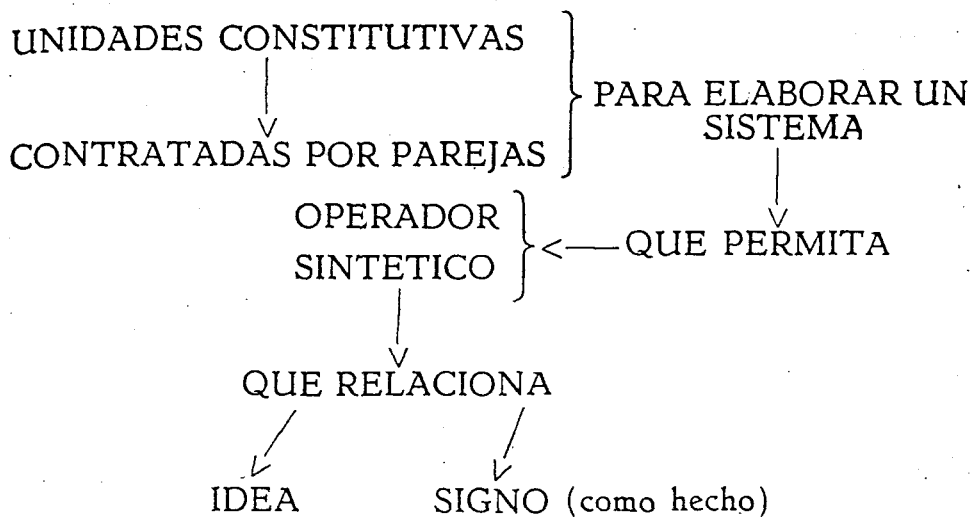 UNIDADES CONSTITUTIVAS
CONTRATADAS POR PAREJAS
PARA ELABORAR UN
SISTEMA
QUE PERMITA
OPERADOR
SINTETICO
QUE RELACIONA
IDEA
SIGNO (como hecho)